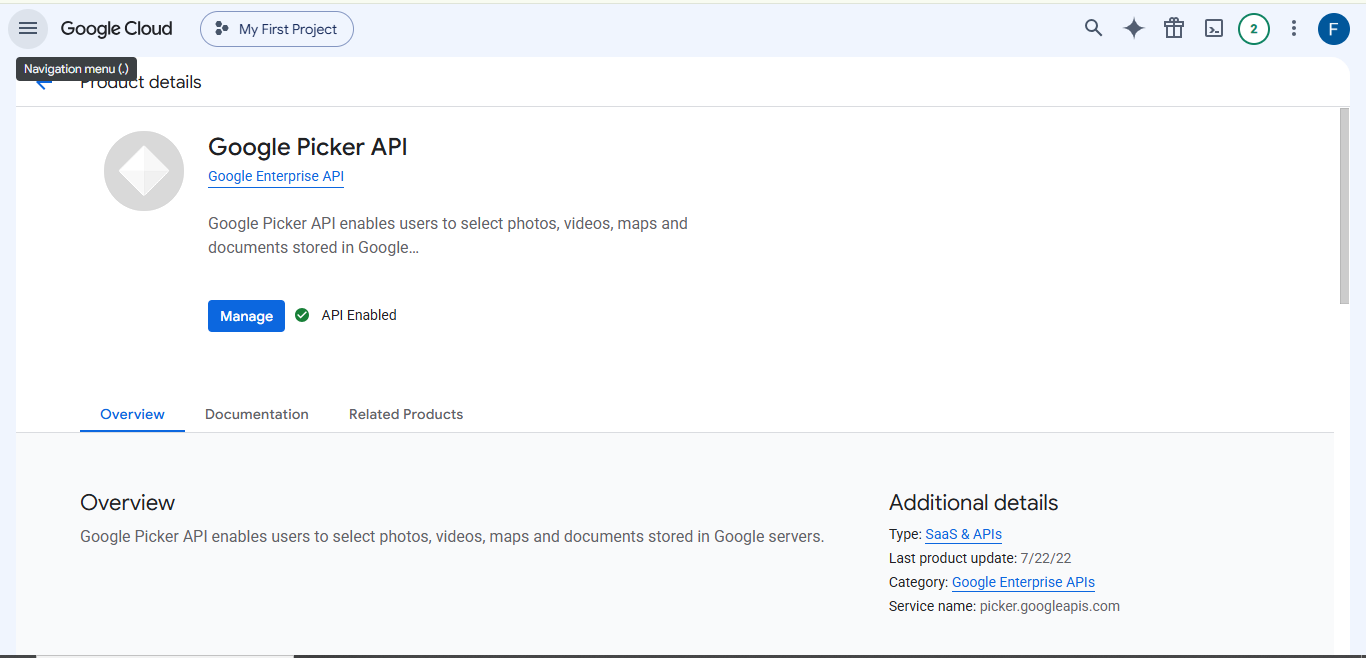 Google Cloud
My First Project
2
F
Navigation menu (.)
Product details
Google Picker API
Google Enterprise API
Google Picker API enables users to select photos, videos, maps and
documents stored in Google…
Manage
API Enabled
Overview
Documentation
Related Products
Overview
Google Picker API enables users to select photos, videos, maps and documents stored in Google servers.
Additional details
Type: SaaS & APIs
Last product update: 7/22/22
Category: Google Enterprise APIs
Service name: picker.googleapis.com